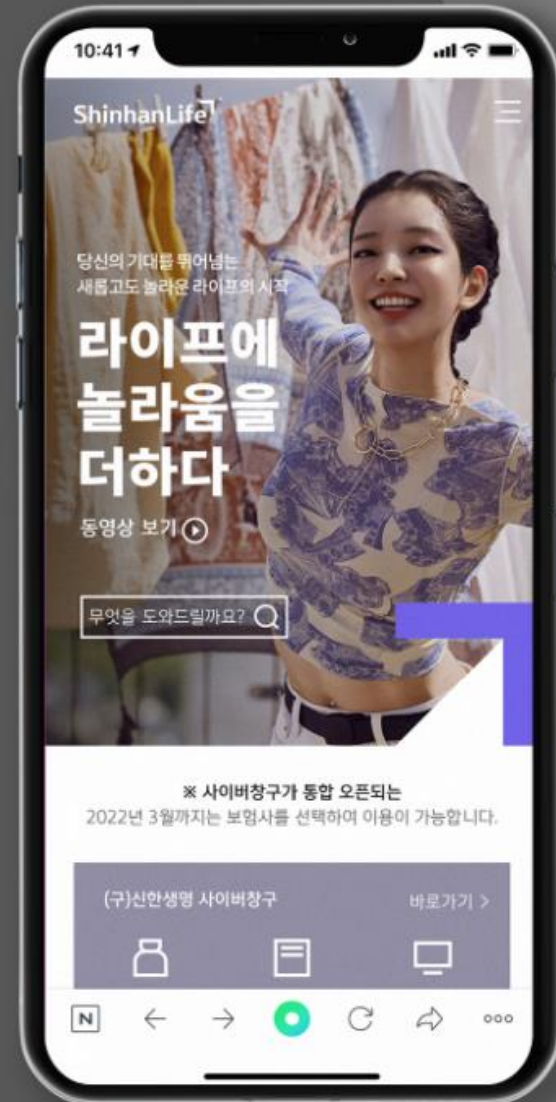 10:41
ShinhanLife
당신의 기대를 뛰어넘는
새롭고도 놀라운 라이프의 시작
라이프에
놀라움을
더하다
동영상 보기
무엇을 도와드릴까요?
※ 사이버창구가 통합 오픈되는
2022년 3월까지는 보험사를 선택하여 이용이 가능합니다.
(구)신한생명 사이버창구
바로가기 >
N